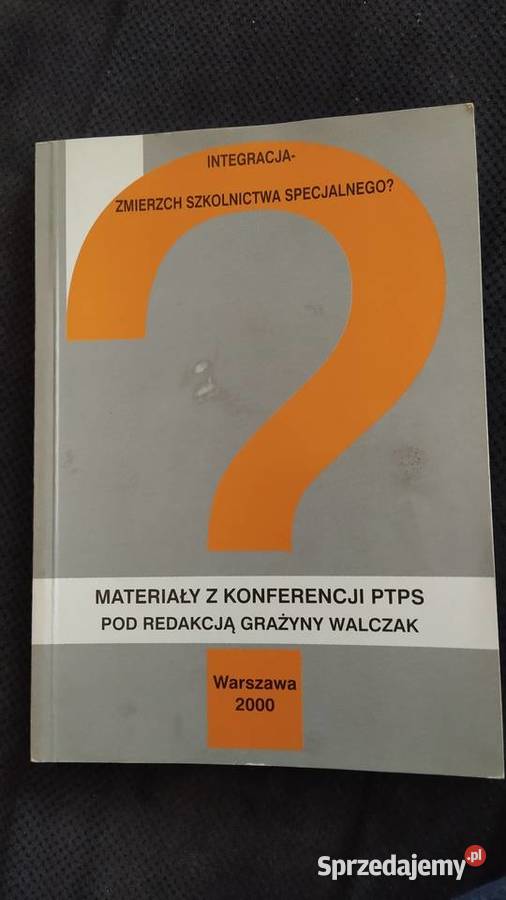 INTEGRACJA-
ZMIERZCH SZKOLNICTWA SPECJALNEGO?
?
MATERIAŁY Z KONFERENCJI PTPS
POD REDAKCJĄ GRAŻYNY WALCZAK
Warszawa
2000
Sprzedajemy.pl